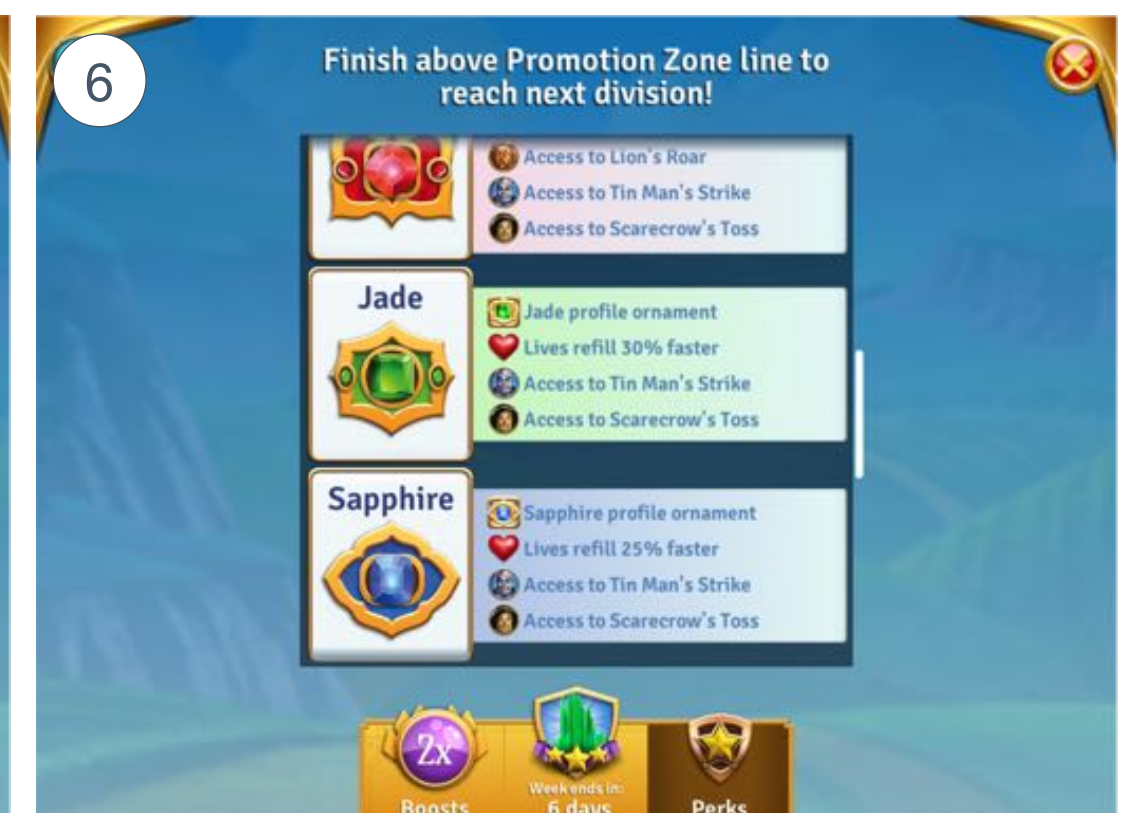 6
Finish above Promotion Zone line to
reach next division!
Access to Lion's Roar
Access to Tin Man's Strike
Access to Scarecrow's Toss
Jade
Jade profile ornament
Lives refill 30% faster
Access to Tin Man's Strike
Access to Scarecrow's Toss
Sapphire
Sapphire profile ornament
Lives refill 25% faster
Access to Tin Man's Strike
Access to Scarecrow's Toss
2x
Boosts
Week ends in:
6 days
Perks